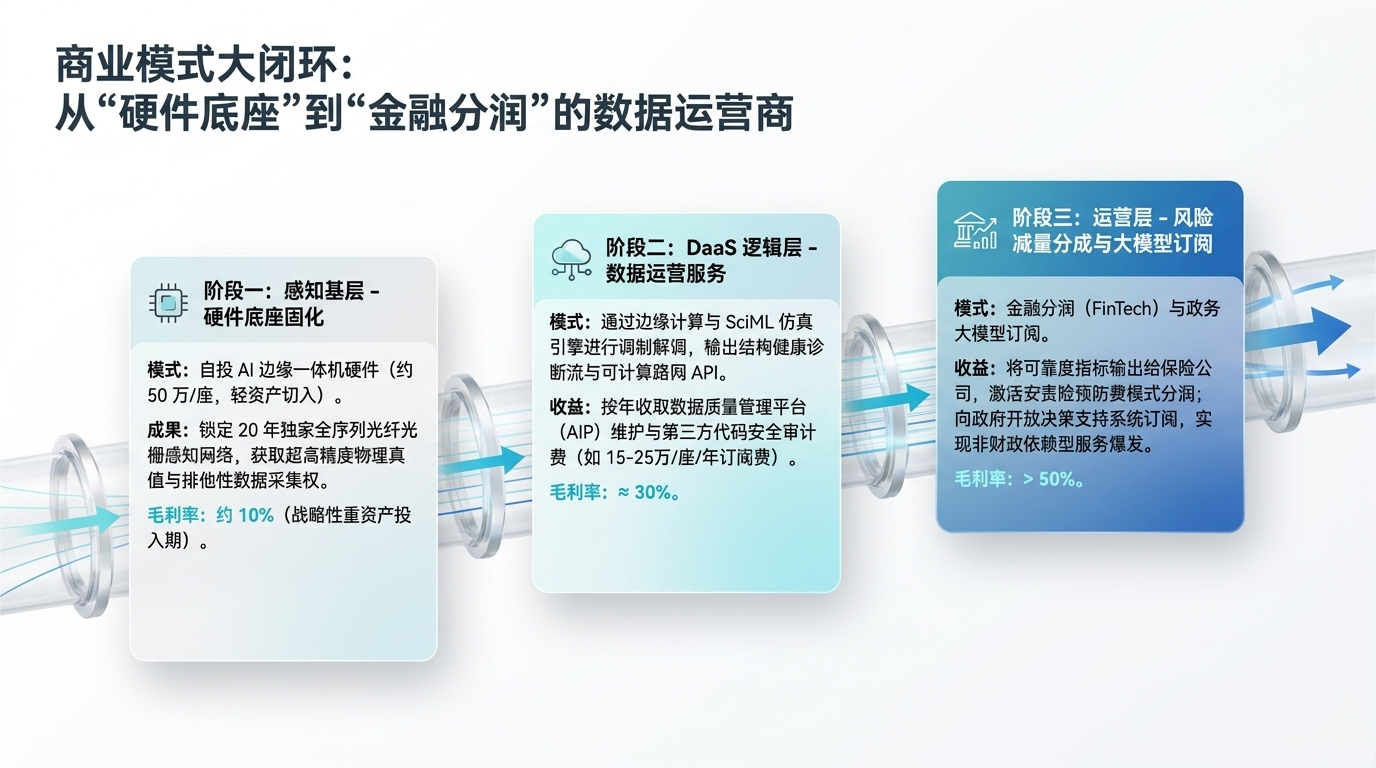 商业模式大闭环：
从“硬件底座”到“金融分润”的数据运营商
阶段一：感知基层 –
硬件底座固化
模式：自投 AI 边缘一体机硬件（约
50 万/座，轻资产切入）。
成果：锁定 20 年独家全序列光纤光
栅感知网络，获取超高精度物理真
值与排他性数据采集权。
毛利率：约 10%（战略性重资产投
入期）。
阶段二：DaaS 逻辑层 –
数据运营服务
模式：通过边缘计算与 SciML 仿真
引擎进行调制解调，输出结构健康诊
断流与可计算路网 API。
收益：按年收取数据质量管理平台
（AIP）维护与第三方代码安全审计
费（如 15-25万/座/年订阅费）。
毛利率：≈ 30%。
阶段三：运营层 – 风险
减量分成与大模型订阅
模式：金融分润（FinTech）与政务
大模型订阅。
收益：将可靠度指标输出给保险公
司，激活安责险预防费模式分润；
向政府开放决策支持系统订阅，实
现非财政依赖型服务爆发。
毛利率：> 50%。